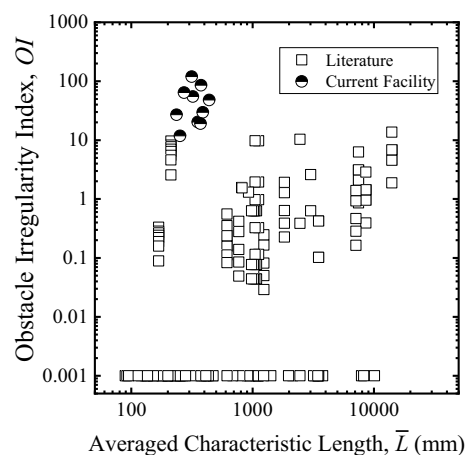 Obstacle Irregularity Index, OI
1000
100
10
1
0.1
0.01
0.001
Literature
Current Facility
100
1000
10000
Averaged Characteristic Length, L̅ (mm)